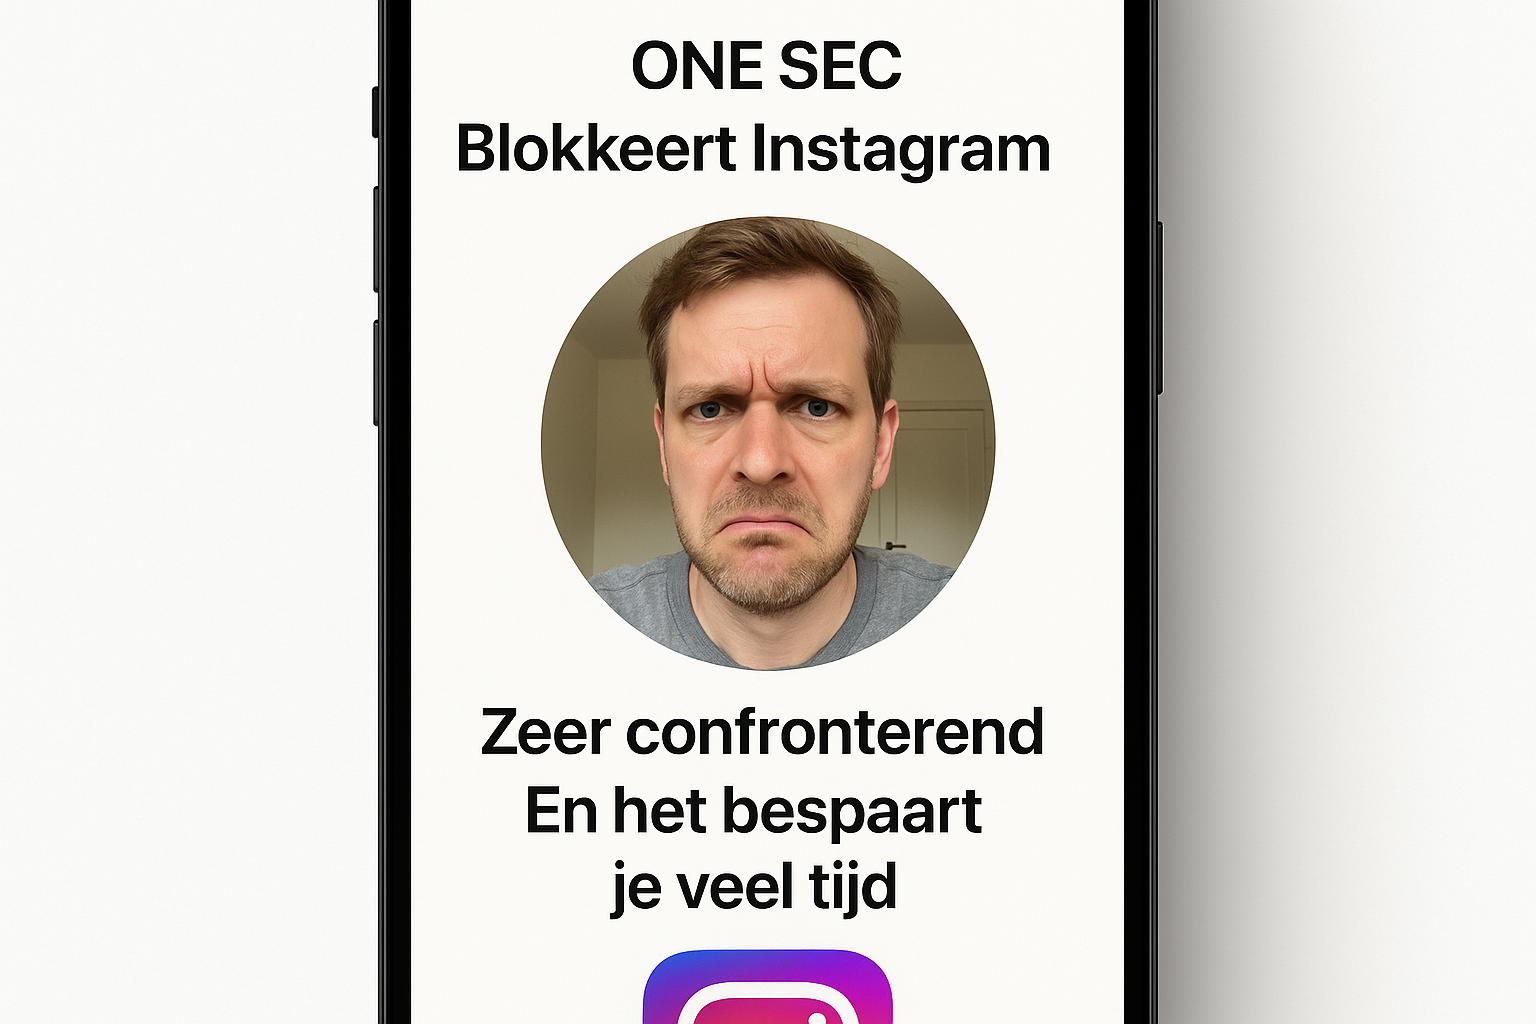 ONE SEC
Blokkeert Instagram
Zeer confronterend
En het bespaart
je veel tijd